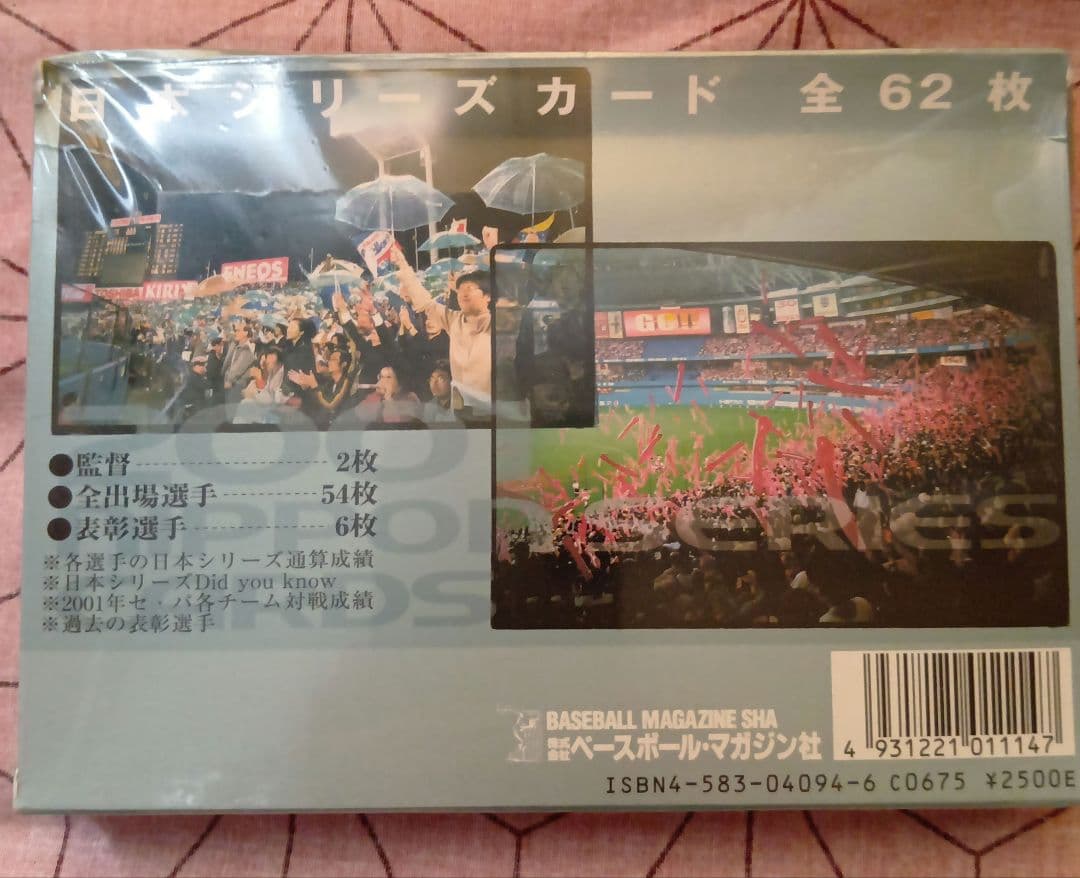 日本シリーズカード 全62枚
ENEOS
KIRIN
GO!!
2001
NIPPON SERIES
CARDS
●監督----------------------2枚
●全出場選手-----------54枚
●表彰選手----------------6枚
※各選手の日本シリーズ通算成績
※日本シリーズDid you know
※2001年セ・パ各チーム対戦成績
※過去の表彰選手
BASEBALL MAGAZINE SHA
株式会社ベースボール・マガジン社
4 931221 011147
ISBN4-583-04094-6 C0675 ¥2500E